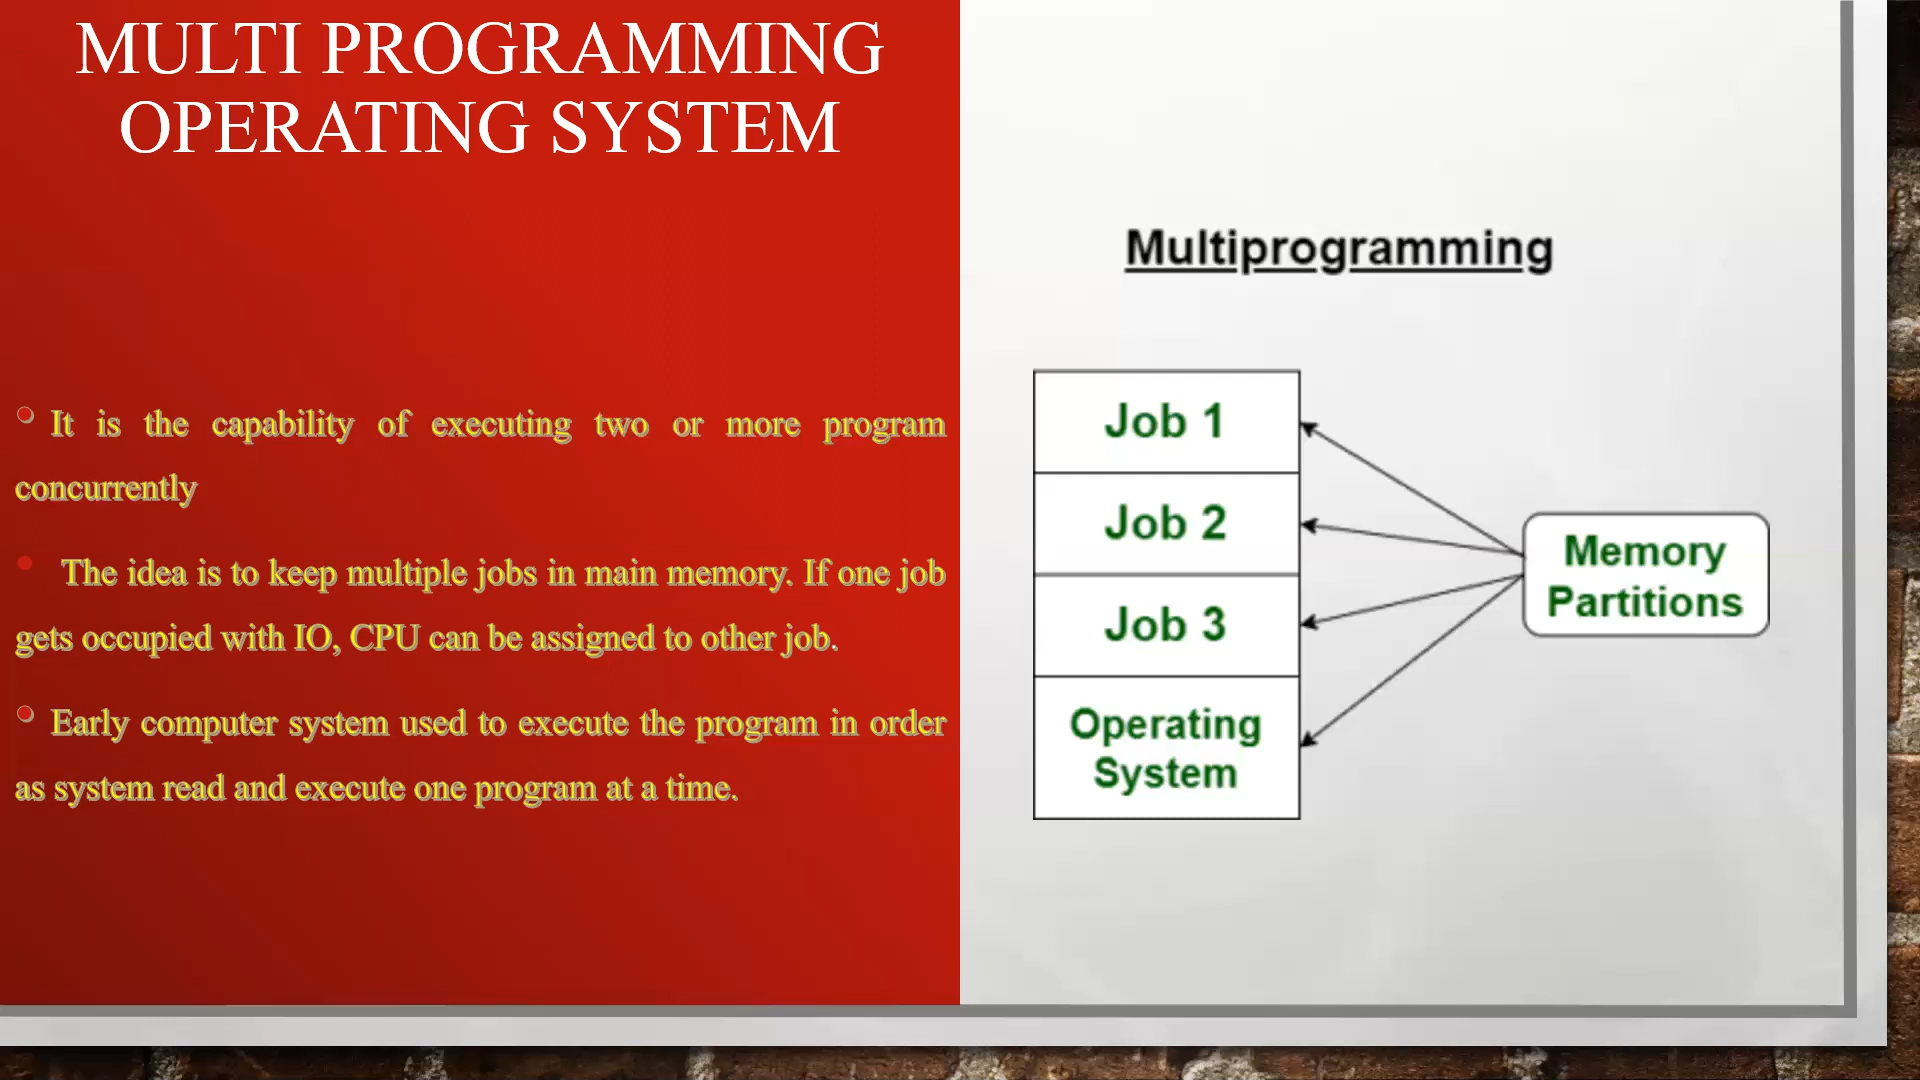 MULTI PROGRAMMING
OPERATING SYSTEM
• It is the capability of executing two or more program
concurrently
• The idea is to keep multiple jobs in main memory. If one job
gets occupied with IO, CPU can be assigned to other job.
• Early computer system used to execute the program in order
as system read and execute one program at a time.
Multiprogramming
Job 1
Job 2
Job 3
Operating
System
Memory
Partitions